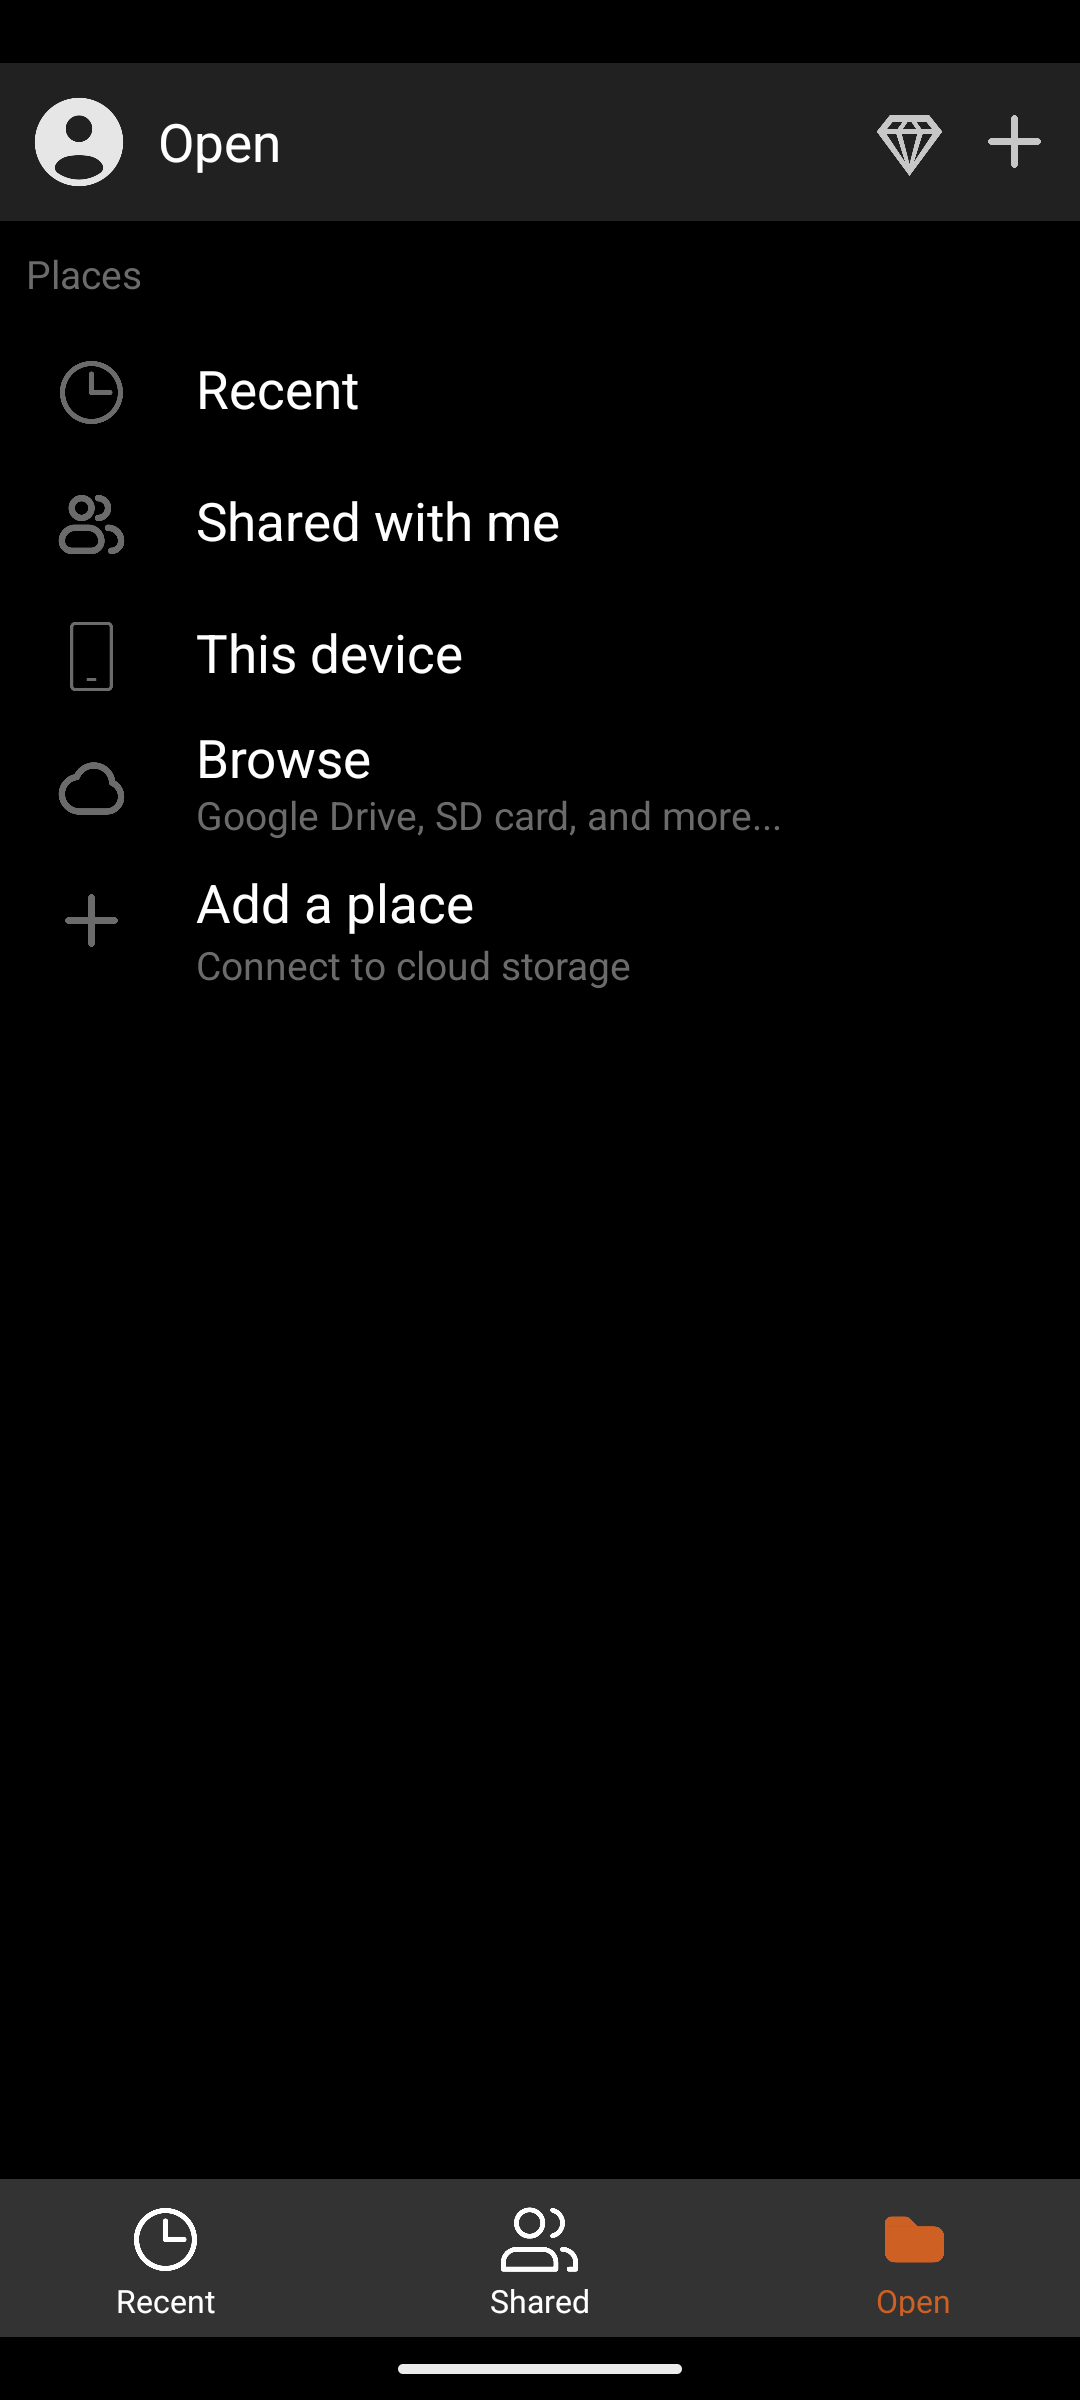 Open
Places
Recent
Shared with me
This device
Browse
Google Drive, SD card, and more...
Add a place
Connect to cloud storage
Recent
Shared
Open